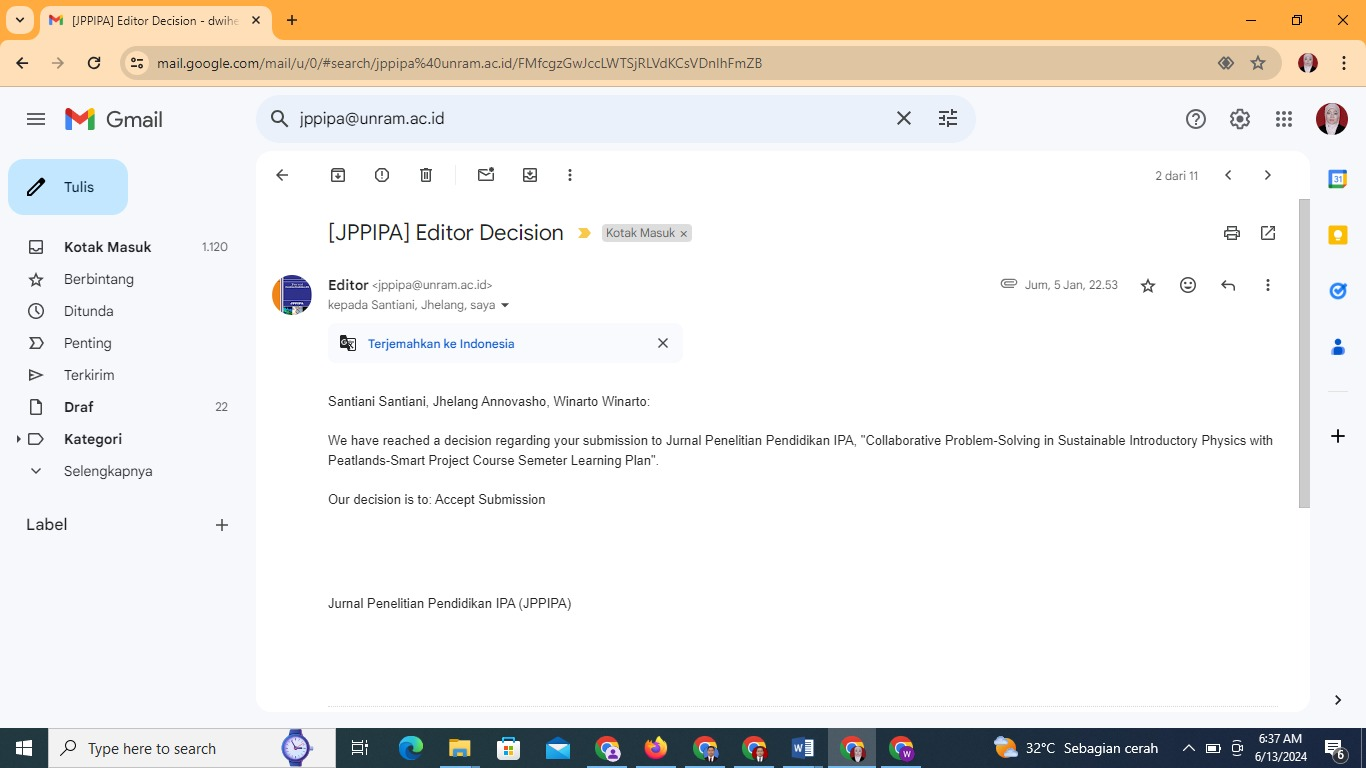 [JPPIPA] Editor Decision - dwihe
mail.google.com/mail/u/0/#search/jppipa%40unram.ac.id/FMfcgzGwJccLWTSjRLVdKCsVDnIhFmZB
Gmail
jppipa@unram.ac.id
Tulis
2 dari 11
Kotak Masuk 1.120
Berbintang
Ditunda
Penting
Terkirim
Draf 22
Kategori
Selengkapnya
Label
[JPPIPA] Editor Decision
Kotak Masuk
Editor <jppipa@unram.ac.id>
Jum, 5 Jan, 22.53
kepada Santiani, Jhelang, saya
Terjemahkan ke Indonesia
Santiani Santiani, Jhelang Annovasho, Winarto Winarto:
We have reached a decision regarding your submission to Jurnal Penelitian Pendidikan IPA, "Collaborative Problem-Solving in Sustainable Introductory Physics with
Peatlands-Smart Project Course Semeter Learning Plan".
Our decision is to: Accept Submission
Jurnal Penelitian Pendidikan IPA (JPPIPA)
31
Type here to search
32°C Sebagian cerah
6:37 AM
6/13/2024
6